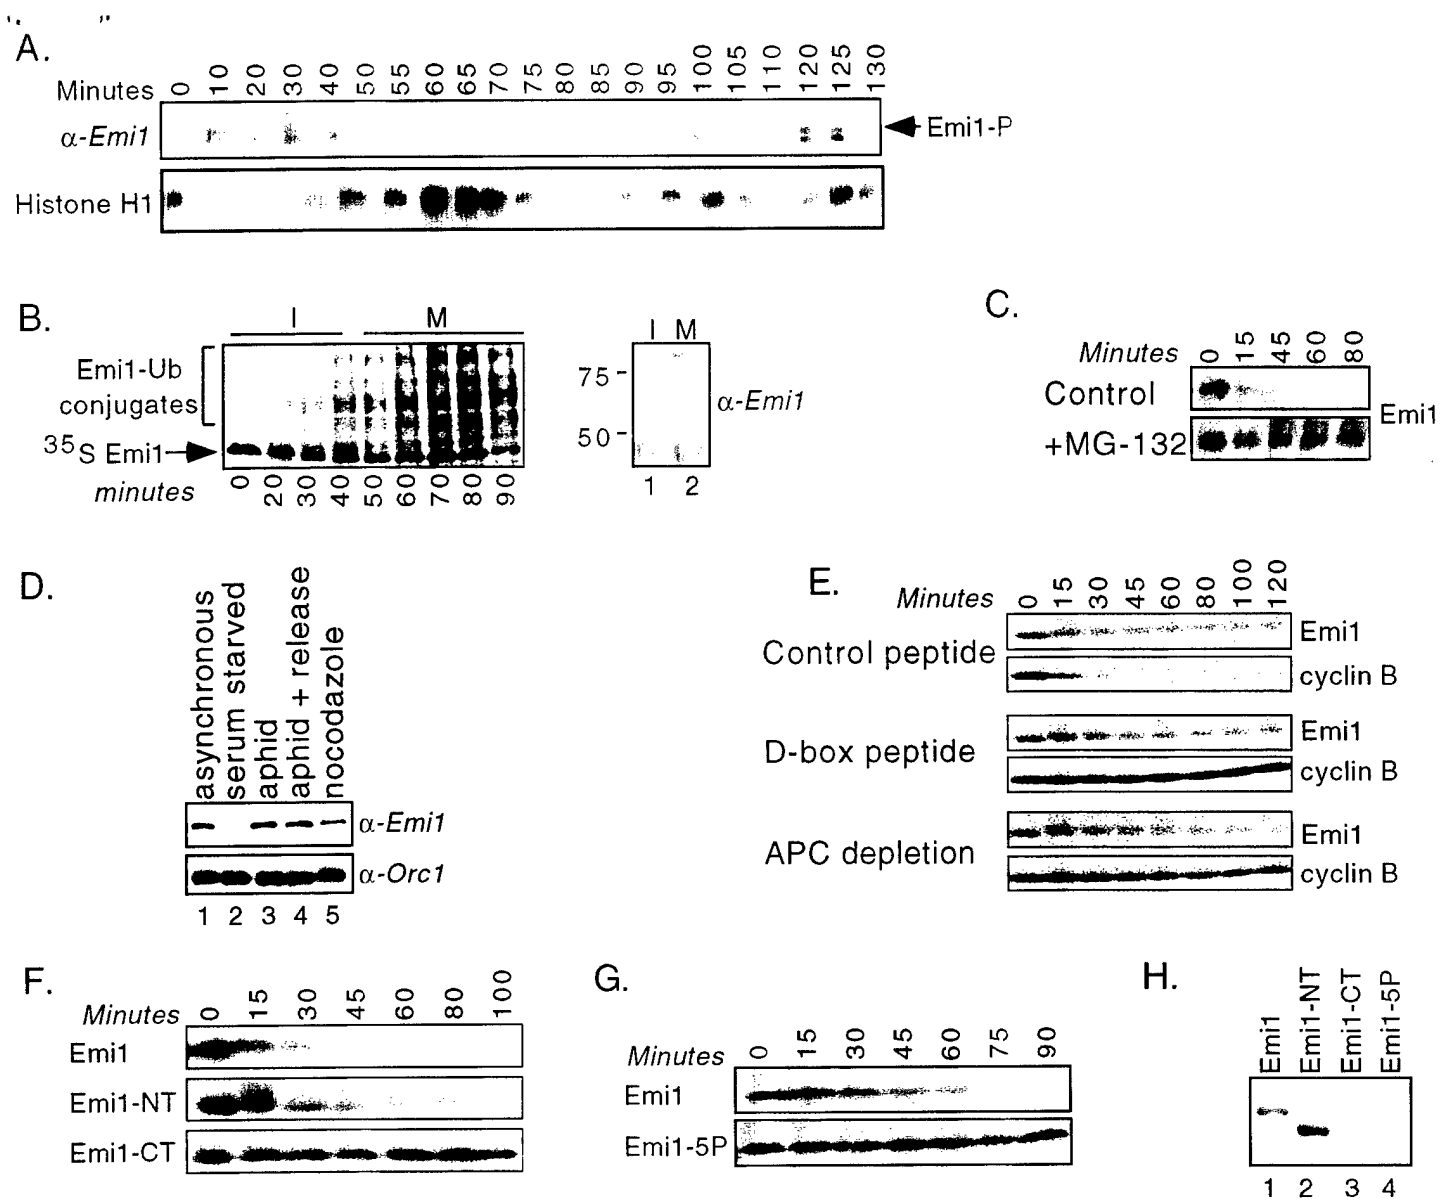 A.
Minutes 0 10 20 30 40 50 55 60 65 70 75 80 85 90 95 100 105 110 120 125 130
α-Emi1
Emi1-P
Histone H1
B.
I M
Emi1-Ub
conjugates
35S Emi1
minutes 0 20 30 40 50 60 70 80 90
I M
75
50
α-Emi1
1 2
C.
Minutes 0 15 45 60 80
Control
+MG-132
Emi1
D.
asynchronous
serum starved
aphid
aphid + release
nocodazole
α-Emi1
α-Orc1
1 2 3 4 5
E.
Minutes 0 15 30 45 60 80 100 120
Control peptide
Emi1
cyclin B
D-box peptide
Emi1
cyclin B
APC depletion
Emi1
cyclin B
F.
Minutes 0 15 30 45 60 80 100
Emi1
Emi1-NT
Emi1-CT
G.
Minutes 0 15 30 45 60 75 90
Emi1
Emi1-5P
H.
Emi1
Emi1-NT
Emi1-CT
Emi1-5P
1 2 3 4